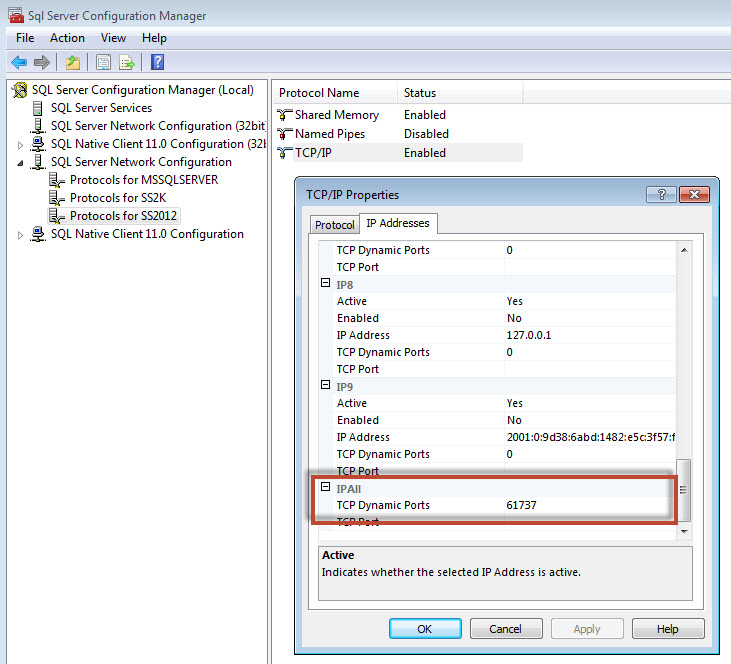 Sql Server Configuration Manager
File Action View Help
SQL Server Configuration Manager (Local)
SQL Server Services
SQL Server Network Configuration (32bit
SQL Native Client 11.0 Configuration (32bi
SQL Server Network Configuration
Protocols for MSSQLSERVER
Protocols for SS2K
Protocols for SS2012
SQL Native Client 11.0 Configuration
Protocol Name Status
Shared Memory Enabled
Named Pipes Disabled
TCP/IP Enabled
TCP/IP Properties
Protocol IP Addresses
TCP Dynamic Ports 0
TCP Port
IP8
Active Yes
Enabled No
IP Address 127.0.0.1
TCP Dynamic Ports 0
TCP Port
IP9
Active Yes
Enabled No
IP Address 2001:0:9d38:6abd:1482:e5c:3f57:f
TCP Dynamic Ports 0
TCP Port
IPAll
TCP Dynamic Ports 61737
TCP Port
Active
Indicates whether the selected IP Address is active.
OK Cancel Apply Help